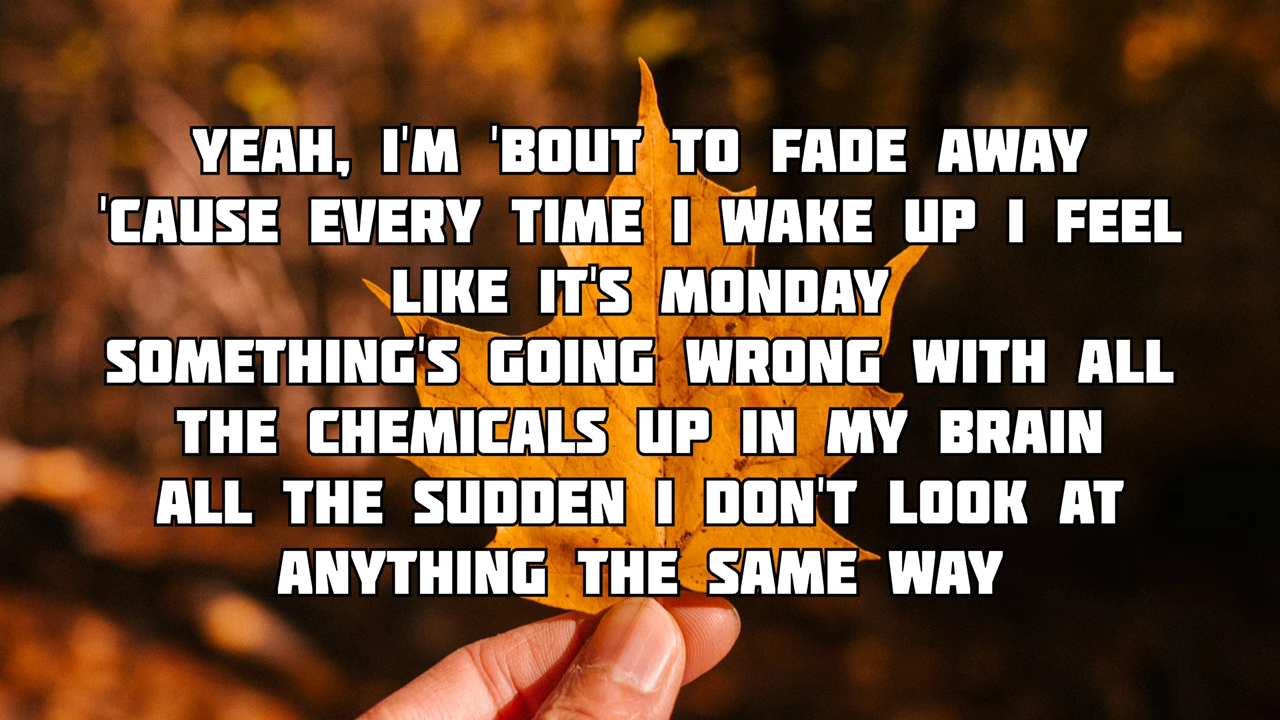 YEAH, I'M 'BOUT TO FADE AWAY
'CAUSE EVERY TIME I WAKE UP I FEEL
LIKE IT'S MONDAY
SOMETHING'S GOING WRONG WITH ALL
THE CHEMICALS UP IN MY BRAIN
ALL THE SUDDEN I DON'T LOOK AT
ANYTHING THE SAME WAY